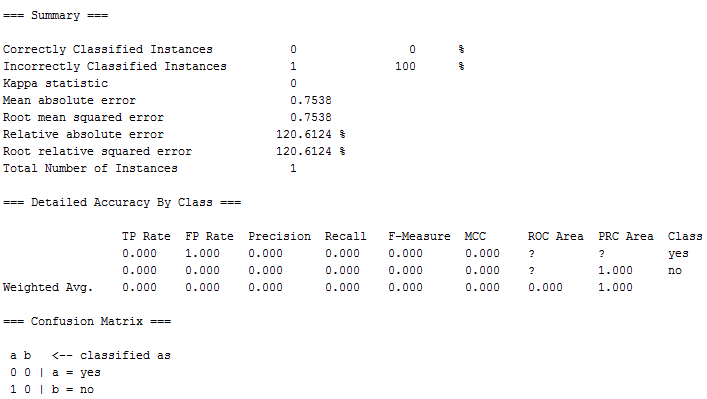 === Summary ===
Correctly Classified Instances 0 0 %
Incorrectly Classified Instances 1 100 %
Kappa statistic 0
Mean absolute error 0.7538
Root mean squared error 0.7538
Relative absolute error 120.6124 %
Root relative squared error 120.6124 %
Total Number of Instances 1
=== Detailed Accuracy By Class ===
TP Rate FP Rate Precision Recall F-Measure MCC ROC Area PRC Area Class
0.000 1.000 0.000 0.000 0.000 0.000 ? ? yes
0.000 0.000 0.000 0.000 0.000 0.000 ? 1.000 no
Weighted Avg. 0.000 0.000 0.000 0.000 0.000 0.000 0.000 1.000
=== Confusion Matrix ===
a b <-- classified as
0 0 | a = yes
1 0 | b = no